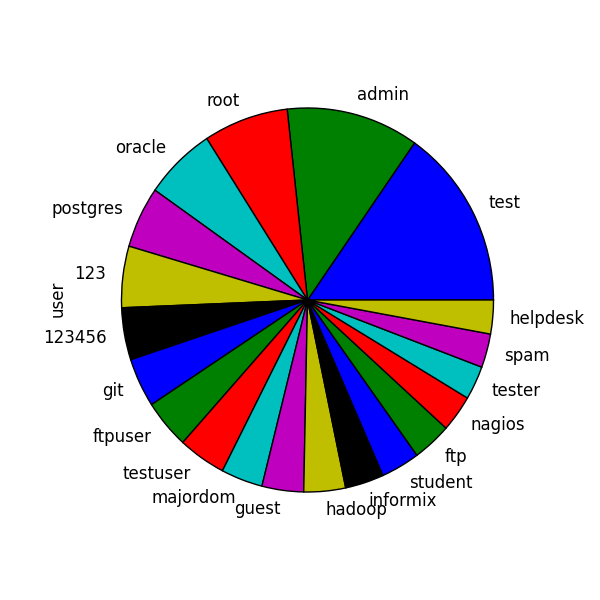 admin
root
test
oracle
postgres
123
user
123456
git
ftpuser
testuser
majordom
guest
hadoop
informix
student
ftp
nagios
tester
spam
helpdesk